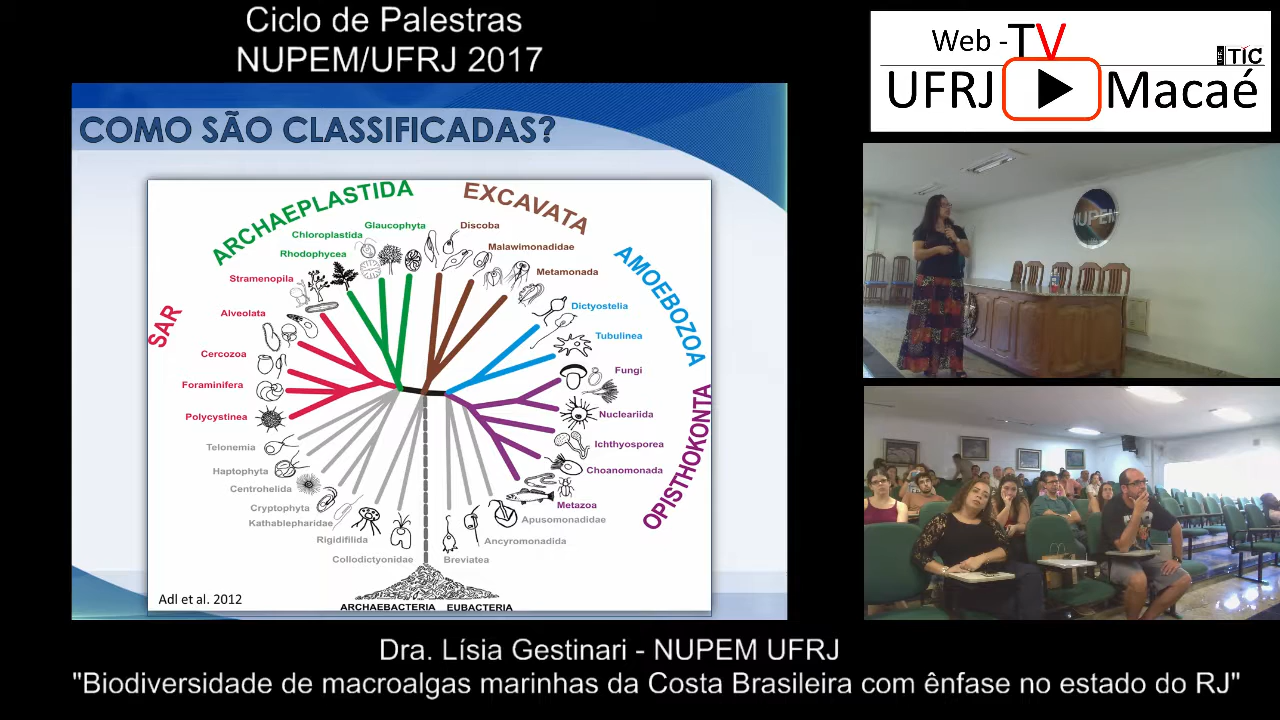 Ciclo de Palestras
NUPEM/UFRJ 2017
Web - TV
TIC
UFRJ Macaé
COMO SÃO CLASSIFICADAS?
ARCHAEPLASTIDA
EXCAVATA
AMOEBOZOA
OPISTHOKONTA
SAR
Glaucophyta
Chloroplastida
Rhodophycea
Stramenopila
Alveolata
Cercozoa
Foraminifera
Polycystinea
Telonemia
Haptophyta
Centrohelida
Cryptophyta
Kathablepharidae
Rigidifilida
Collodictyonidae
Discoba
Malawimonadidae
Metamonada
Dictyostelia
Tubulinea
Fungi
Nucleariida
Ichthyosporea
Choanomonada
Metazoa
Apusomonadidae
Ancyromonadida
Breviatea
ARCHAEBACTERIA EUBACTERIA
Adl et al. 2012
NUPEM
Dra. Lísia Gestinari - NUPEM UFRJ
"Biodiversidade de macroalgas marinhas da Costa Brasileira com ênfase no estado do RJ"